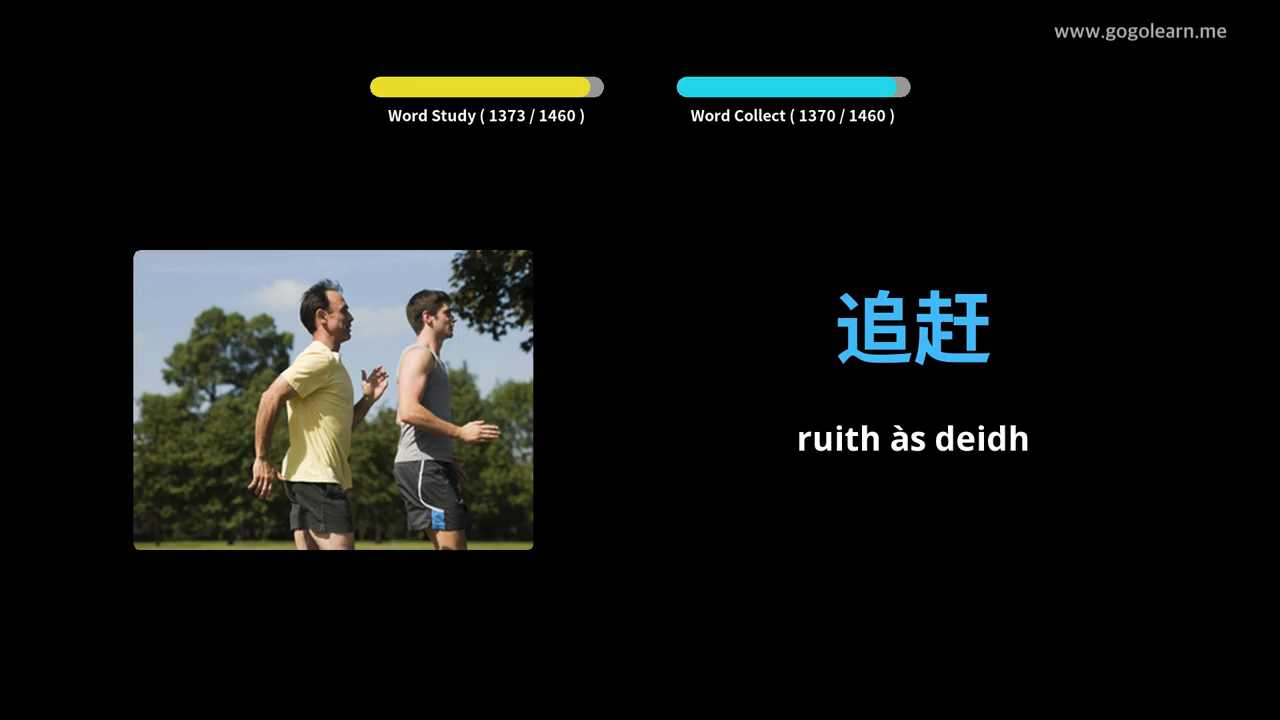 www.gogolearn.me
Word Study ( 1373 / 1460 )
Word Collect ( 1370 / 1460 )
追赶
ruith às deidh